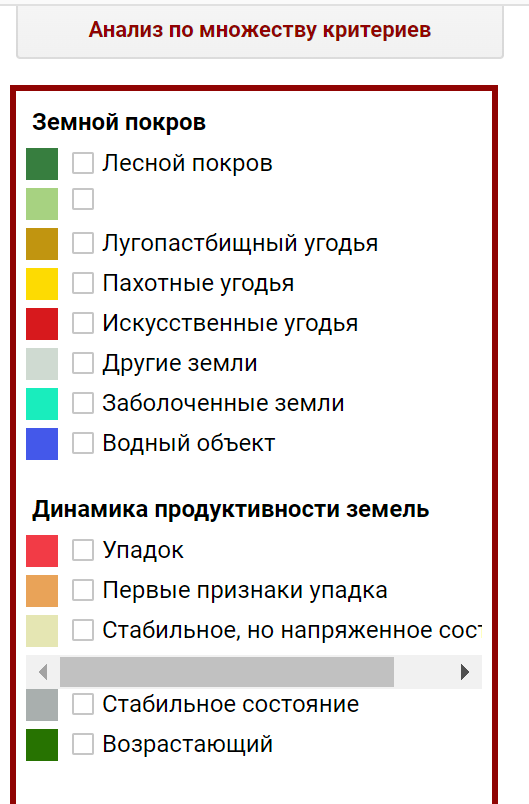 Анализ по множеству критериев
Земной покров
Лесной покров
Лугопастбищный угодья
Пахотные угодья
Искусственные угодья
Другие земли
Заболоченные земли
Водный объект
Динамика продуктивности земель
Упадок
Первые признаки упадка
Стабильное, но напряженное
Стабильное состояние
Возрастающий